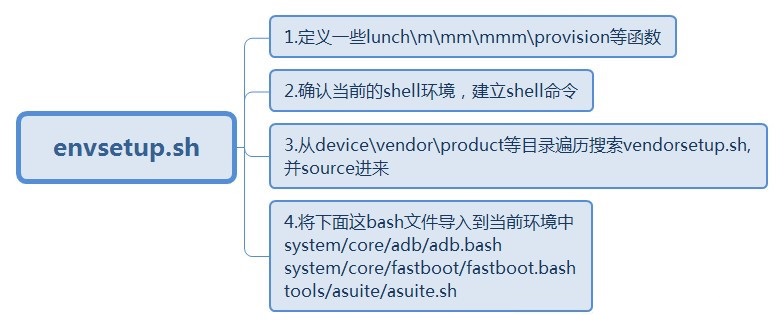 envsetup.sh
1.定义一些lunch\m\mm\mmm\provision等函数
2.确认当前的shell环境，建立shell命令
3.从device\vendor\product等目录遍历搜索vendorsetup.sh,
并source进来
4.将下面这bash文件导入到当前环境中
system/core/adb/adb.bash
system/core/fastboot/fastboot.bash
tools/asuite/asuite.sh